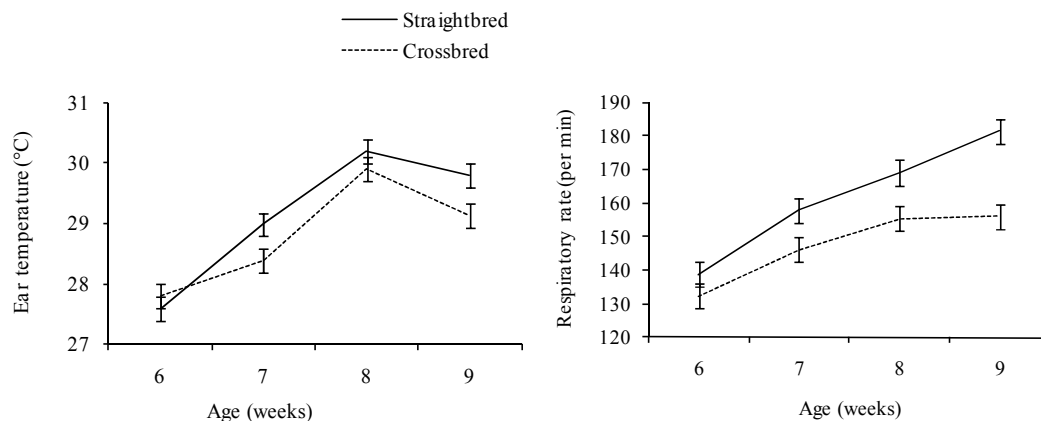 Straightbred
Crossbred
Ear temperature (°C)
31
30
29
28
27
6 7 8 9
Age (weeks)
Respiratory rate (per min)
190
180
170
160
150
140
130
120
6 7 8 9
Age (weeks)